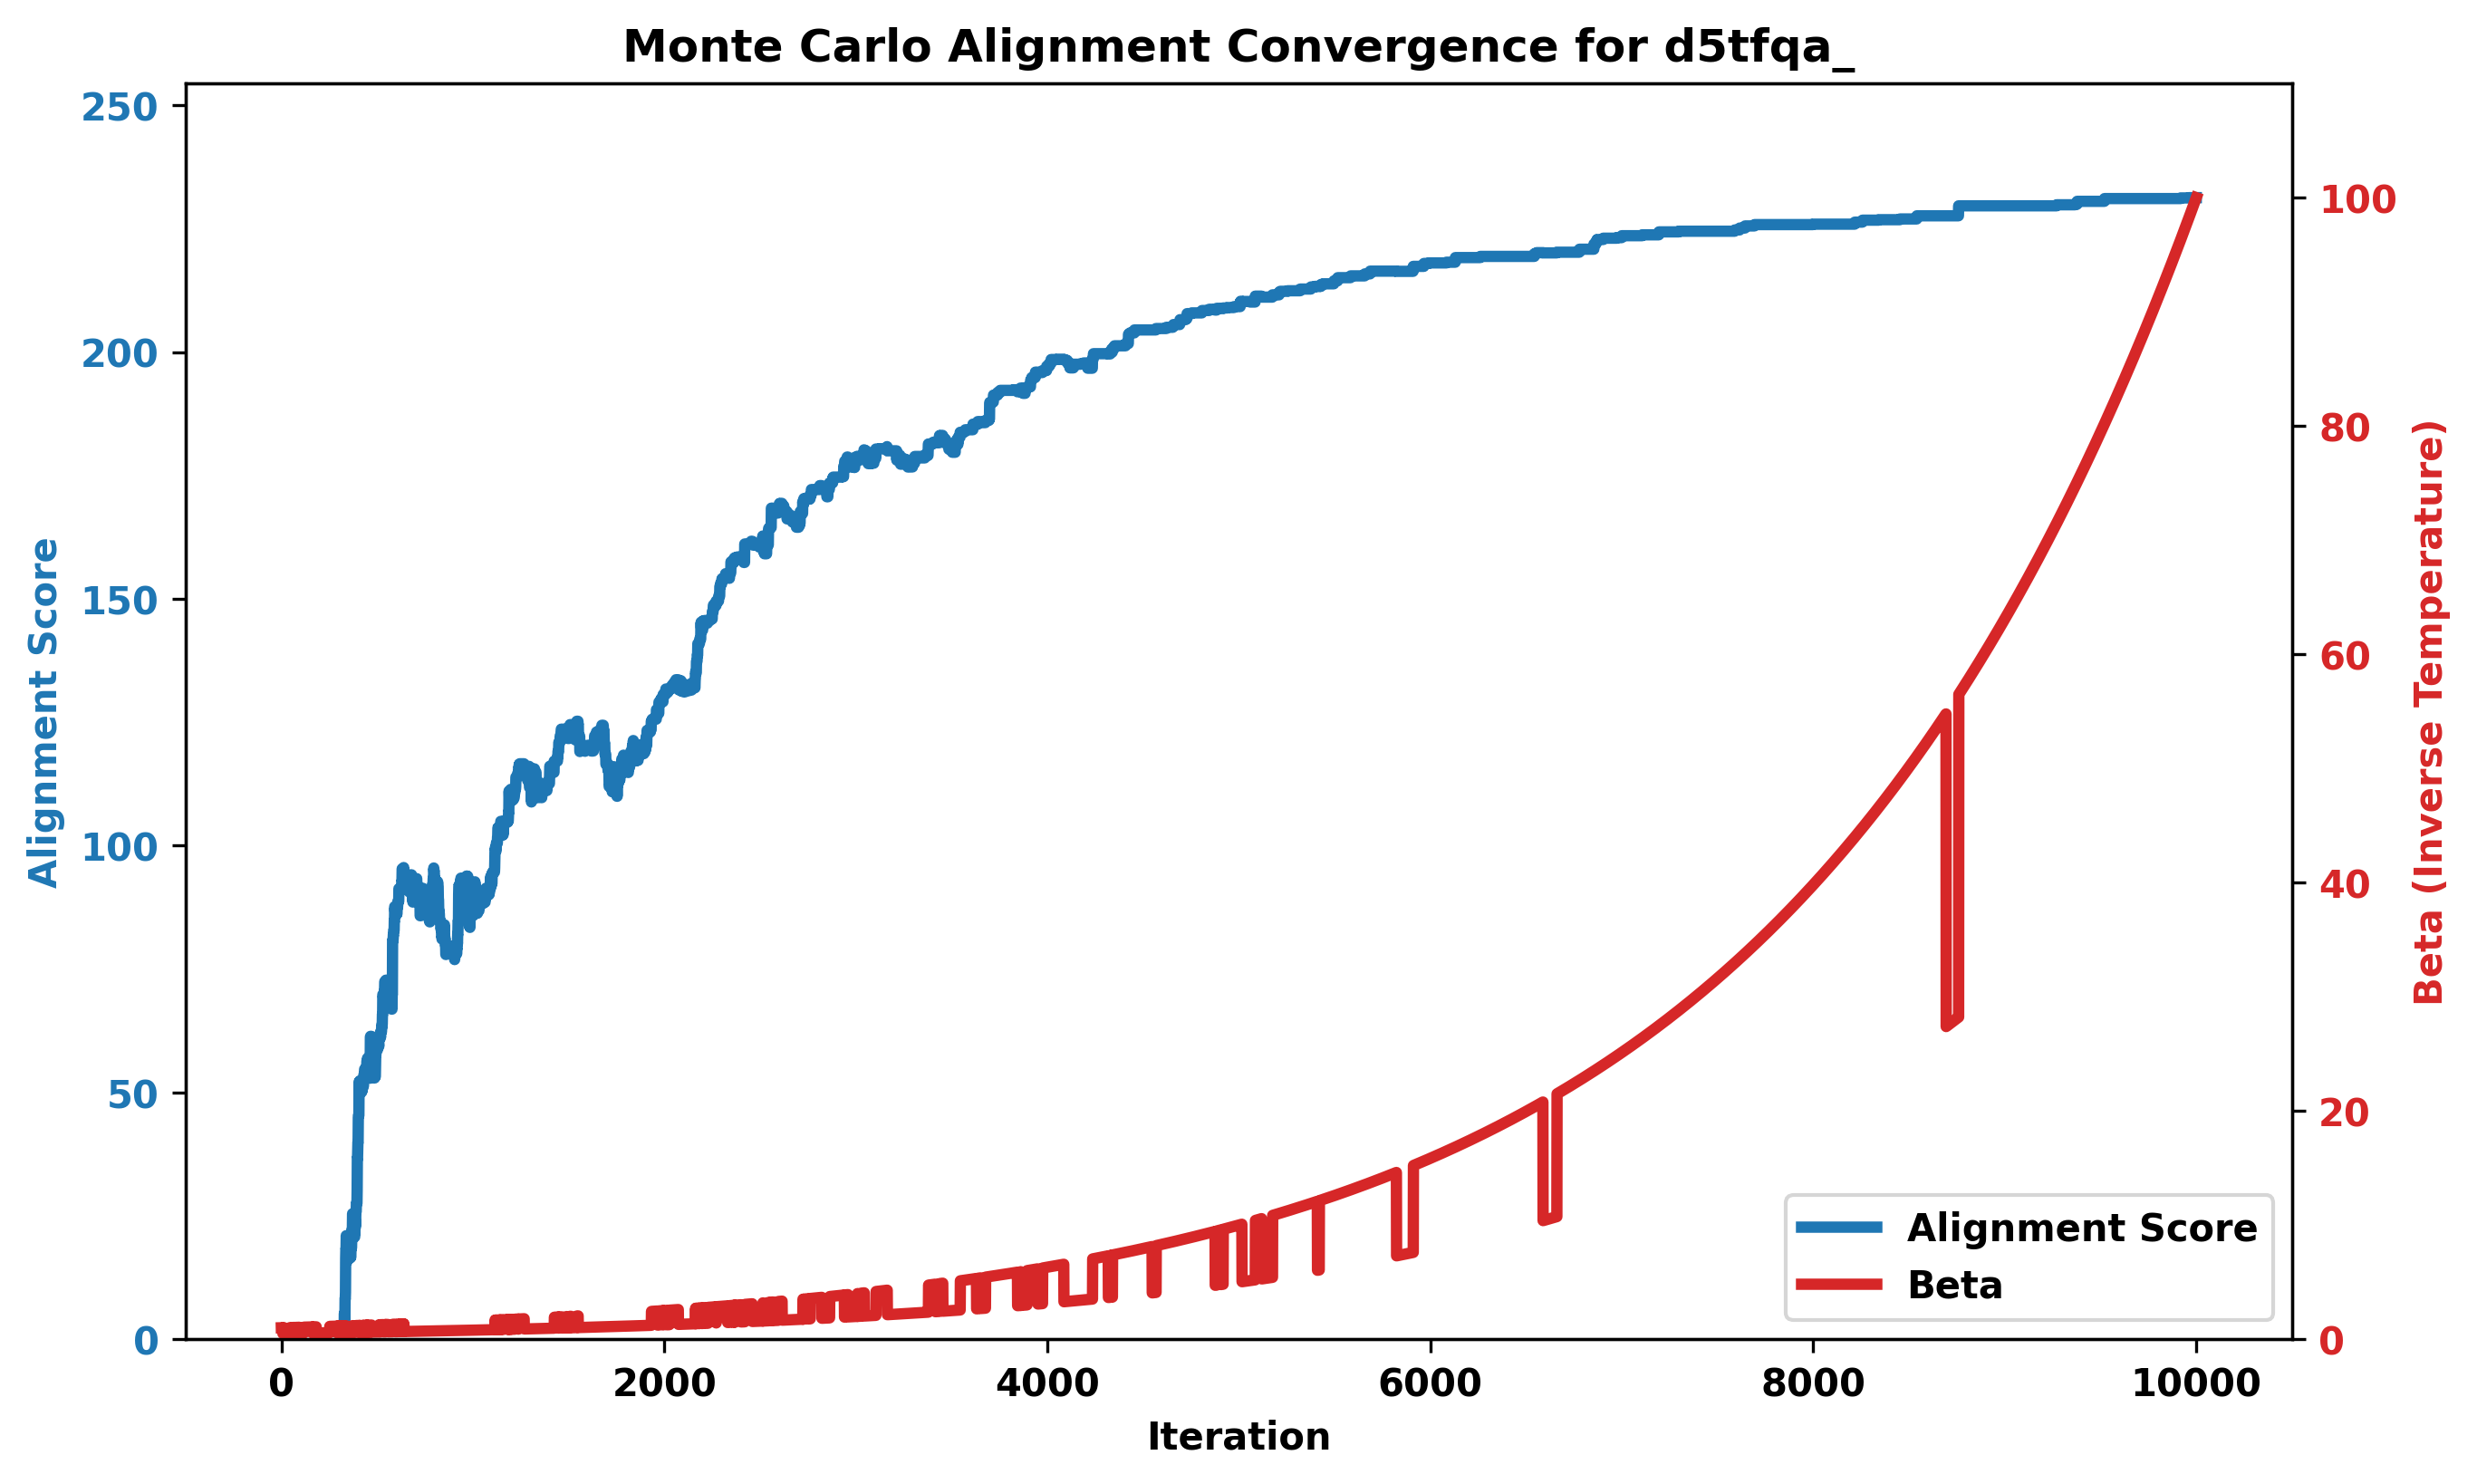 Monte Carlo Alignment Convergence for d5tfqa_
Alignment Score
250
200
150
100
50
0
100
80
60
40
20
0
Beta (Inverse Temperature)
Alignment Score
Beta
0 2000 4000 6000 8000 10000
Iteration